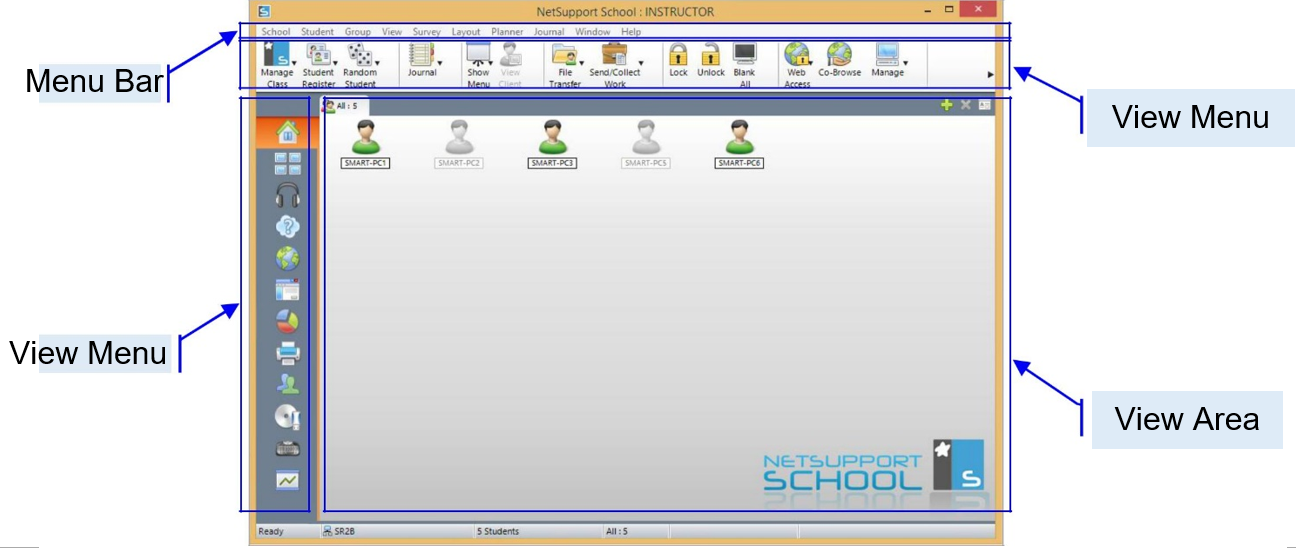 NetSupport School : INSTRUCTOR
School Student Group View Survey Layout Planner Journal Window Help
Menu Bar
Manage Class
Student Register
Random Student
Journal
Show Menu
View Client
File Transfer
Send/Collect Work
Lock
Unlock
Blank All
Web Access
Co-Browse
Manage
View Menu
All : 5
SMART-PC1
SMART-PC2
SMART-PC3
SMART-PC5
SMART-PC6
View Menu
View Area
NETSUPPORT
SCHOOL
S
Ready
SR2B
5 Students
All : 5